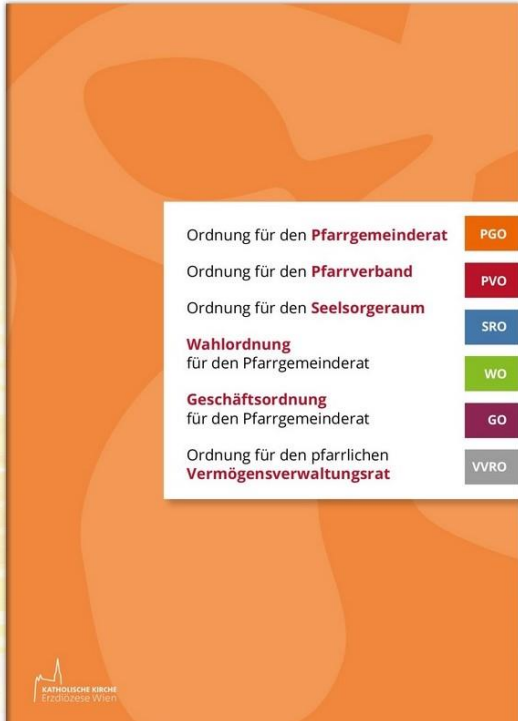 Ordnung für den Pfarrgemeinderat PGO
Ordnung für den Pfarrverband PVO
Ordnung für den Seelsorgeraum SRO
Wahlordnung
für den Pfarrgemeinderat WO
Geschäftsordnung
für den Pfarrgemeinderat GO
Ordnung für den pfarrlichen
Vermögensverwaltungsrat VVRO
KATHOLISCHE KIRCHE
Erzdiözese Wien